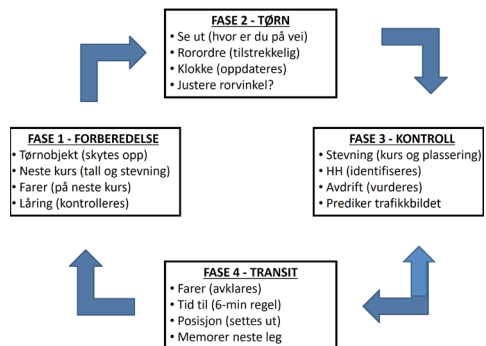 FASE 2 - TØRN
• Se ut (hvor er du på vei)
• Rorordre (tilstrekkelig)
• Klokke (oppdateres)
• Justere rorvinkel?
FASE 1 - FORBEREDELSE
• Tørnobjekt (skytes opp)
• Neste kurs (tall og stevning)
• Farer (på neste kurs)
• Låring (kontrolleres)
FASE 3 - KONTROLL
• Stevning (kurs og plassering)
• HH (identifiseres)
• Avdrift (vurderes)
• Prediker trafikkbildet
FASE 4 - TRANSIT
• Farer (avklares)
• Tid til (6-min regel)
• Posisjon (settes ut)
• Memorer neste leg